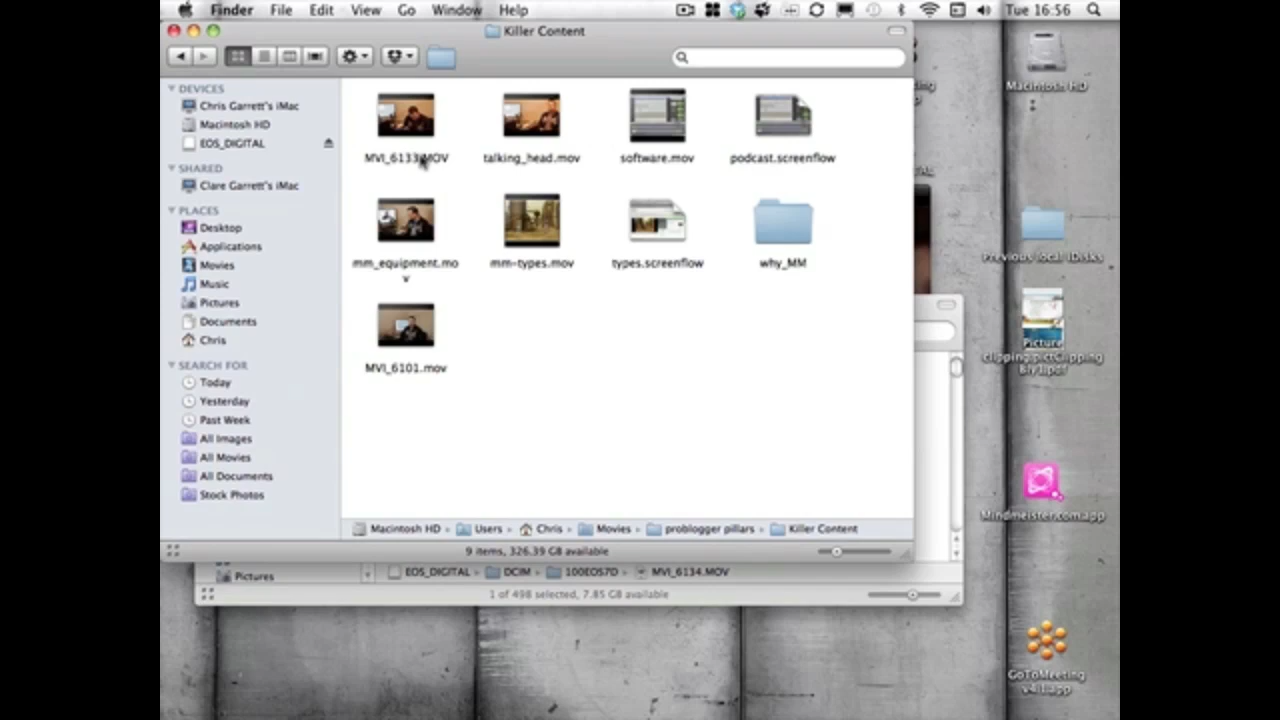 Finder File Edit View Go Window Help Tue 16:56
Killer Content
DEVICES
Chris Garrett's iMac
Macintosh HD
EOS_DIGITAL
SHARED
Clare Garrett's iMac
PLACES
Desktop
Applications
Movies
Music
Pictures
Documents
Chris
SEARCH FOR
Today
Yesterday
Past Week
All Images
All Movies
All Documents
Stock Photos
MVI_6133.MOV talking_head.mov software.mov podcast.screenflow
mm_equipment.mo
v
mm-types.mov types.screenflow why_MM
MVI_6101.mov
Macintosh HD Users Chris Movies problogger pillars Killer Content
9 items, 326.39 GB available
Pictures
EOS_DIGITAL DCIM 100EOS7D MVI_6134.MOV
1 of 498 selected, 7.85 GB available
Macintosh HD
Previous local iDisks
Picture
Mindmeister.com.app
GoToMeeting
v4.1.app